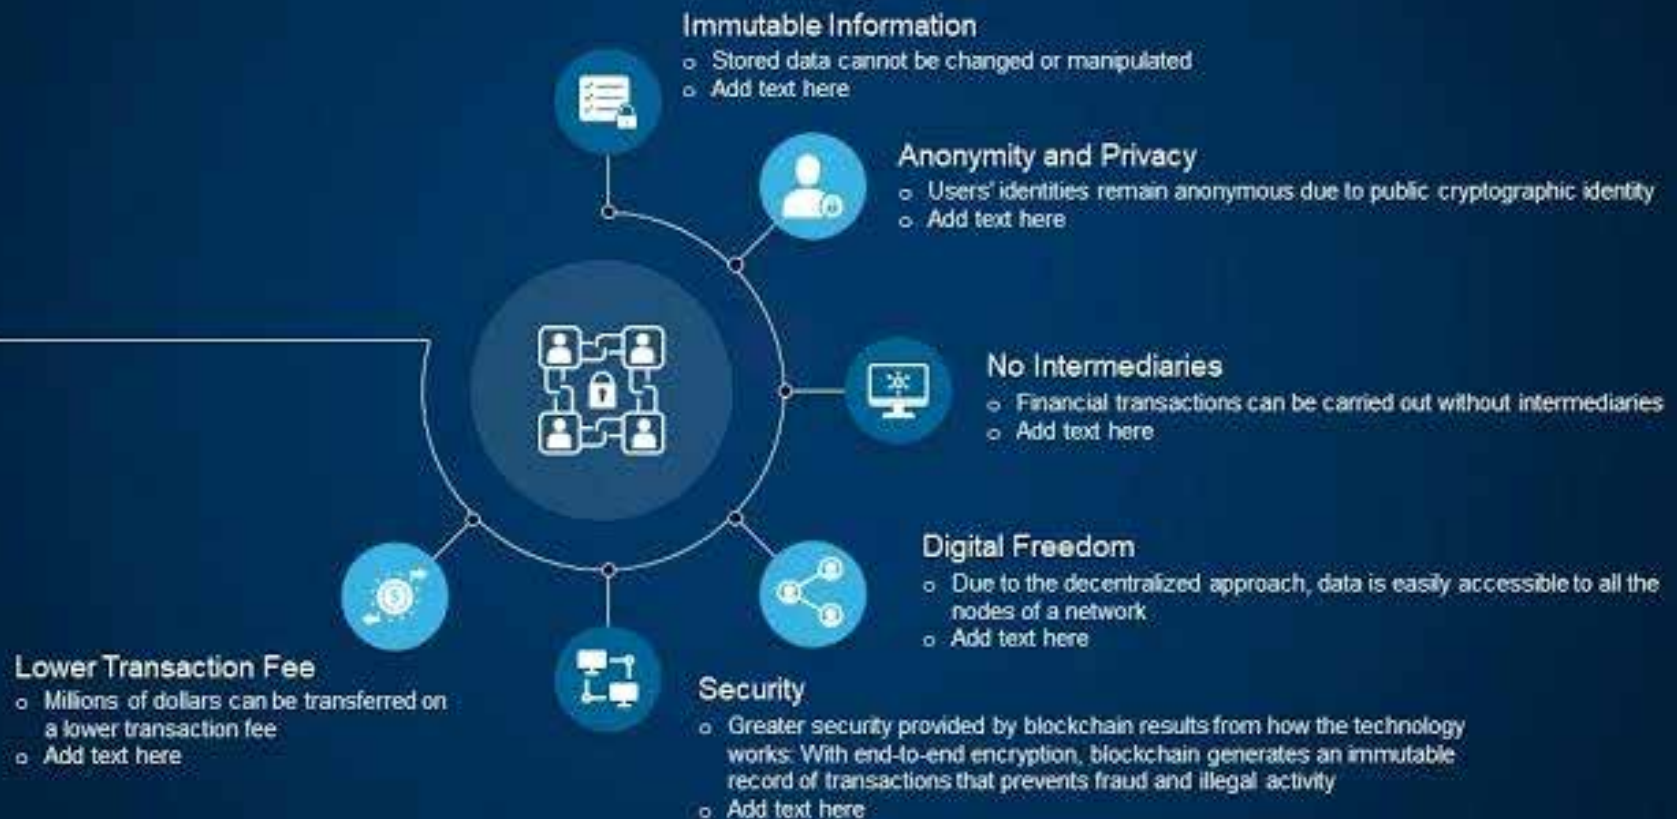 Immutable Information
o Stored data cannot be changed or manipulated
o Add text here
Anonymity and Privacy
o Users' identities remain anonymous due to public cryptographic identity
o Add text here
No Intermediaries
o Financial transactions can be carried out without intermediaries
o Add text here
Digital Freedom
o Due to the decentralized approach, data is easily accessible to all the
nodes of a network
o Add text here
Security
o Greater security provided by blockchain results from how the technology
works: With end-to-end encryption, blockchain generates an immutable
record of transactions that prevents fraud and illegal activity
o Add text here
Lower Transaction Fee
o Millions of dollars can be transferred on
a lower transaction fee
o Add text here